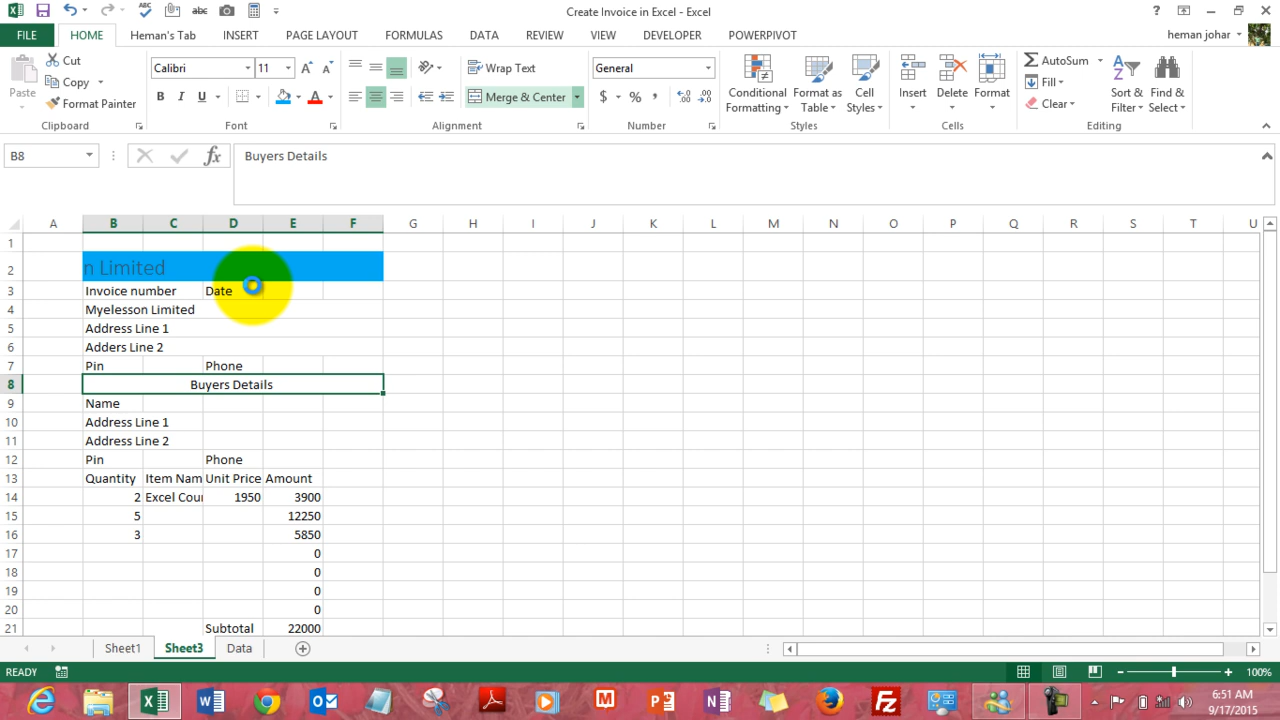 Create Invoice in Excel - Excel
FILE HOME Heman's Tab INSERT PAGE LAYOUT FORMULAS DATA REVIEW VIEW DEVELOPER POWERPIVOT heman johar
Paste Cut Copy Format Painter
Clipboard
Calibri 11
B I U A
Font
Wrap Text
Merge & Center
Alignment
General
$ % ,
Number
Conditional Formatting Format as Table Cell Styles
Styles
Insert Delete Format
Cells
AutoSum Fill Clear
Sort & Filter Find & Select
Editing
B8 fx Buyers Details
A B C D E F G H I J K L M N O P Q R S T U
1
2 n Limited
3 Invoice number Date
4 Myelesson Limited
5 Address Line 1
6 Adders Line 2
7 Pin Phone
8 Buyers Details
9 Name
10 Address Line 1
11 Address Line 2
12 Pin Phone
13 Quantity Item Nam Unit Price Amount
14 2 Excel Cour 1950 3900
15 5 12250
16 3 5850
17 0
18 0
19 0
20 0
21 Subtotal 22000
Sheet1 Sheet3 Data
READY 100%
6:51 AM
9/17/2015